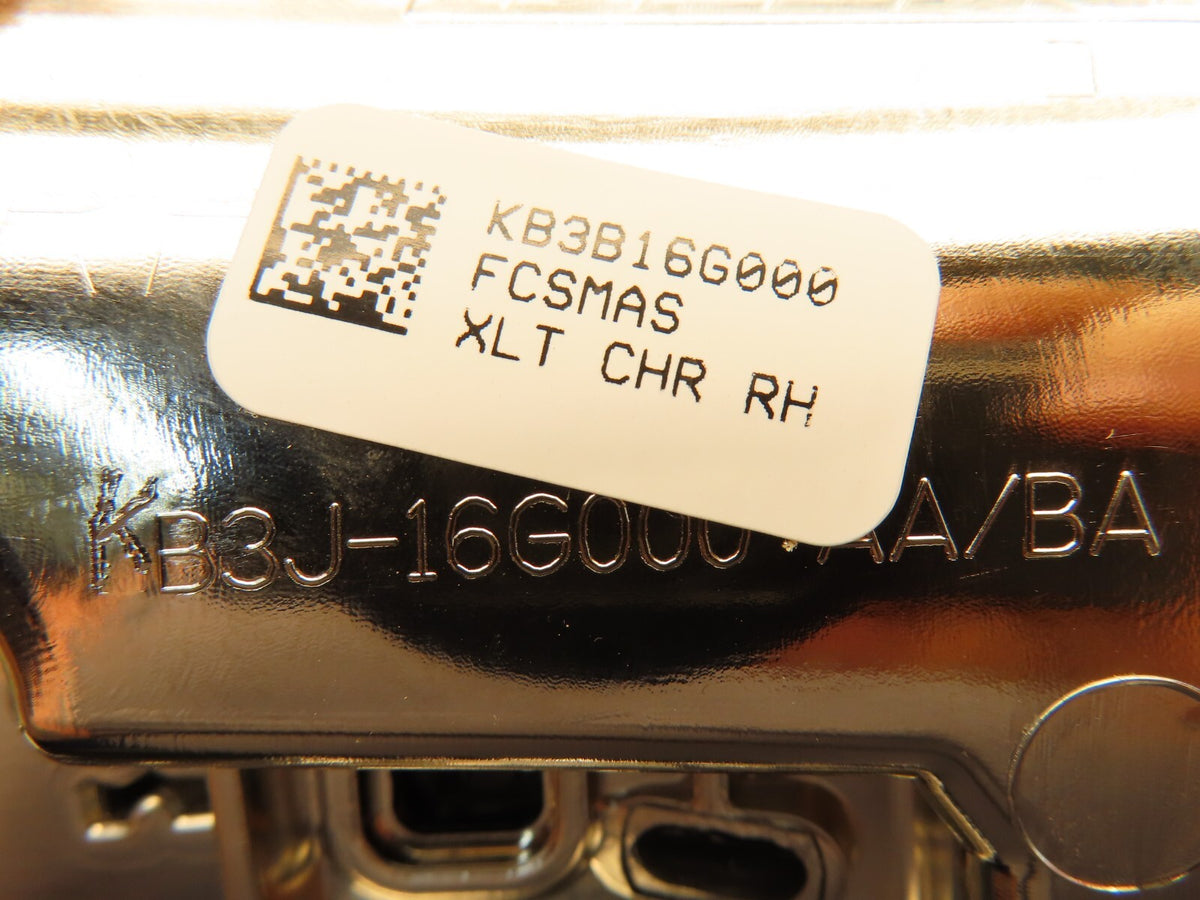 KB3B16G000
FCSMAS
XLT CHR RH
KB3J-16G000 AA/BA